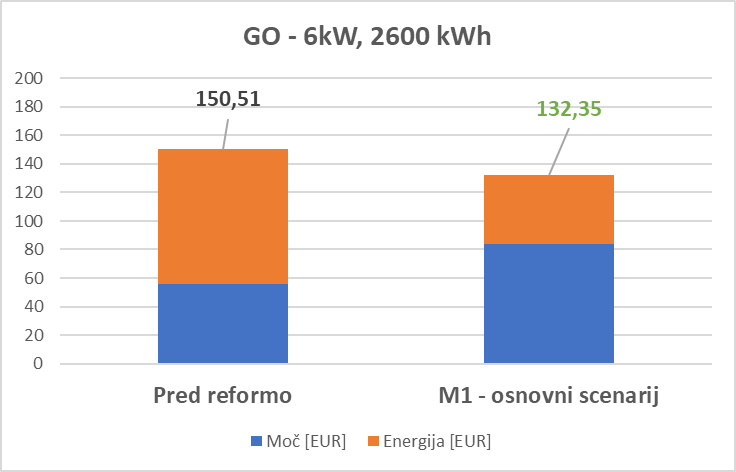 GO - 6kW, 2600 kWh
200
180
160
140
120
100
80
60
40
20
0
150,51
132,35
Pred reformo
M1 - osnovni scenarij
Moč [EUR]
Energija [EUR]